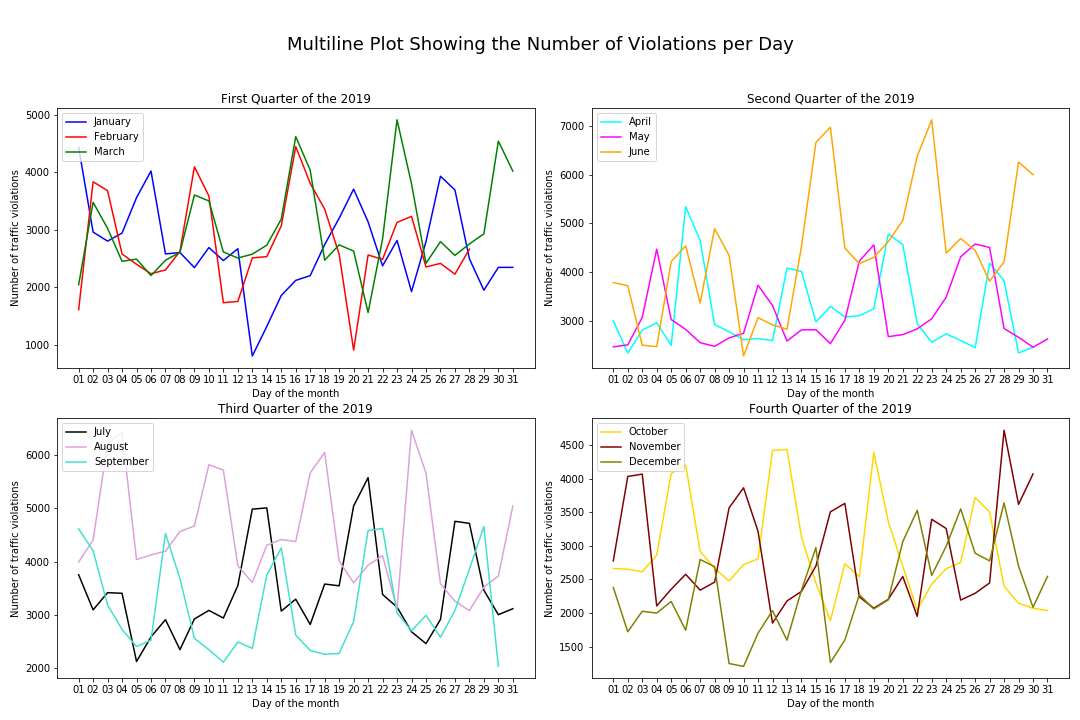 Multiline Plot Showing the Number of Violations per Day
First Quarter of the 2019
January
February
March
5000
4000
3000
2000
1000
Number of traffic violations
01 02 03 04 05 06 07 08 09 10 11 12 13 14 15 16 17 18 19 20 21 22 23 24 25 26 27 28 29 30 31
Day of the month
Second Quarter of the 2019
April
May
June
7000
6000
5000
4000
3000
Number of traffic violations
01 02 03 04 05 06 07 08 09 10 11 12 13 14 15 16 17 18 19 20 21 22 23 24 25 26 27 28 29 30 31
Day of the month
Third Quarter of the 2019
July
August
September
6000
5000
4000
3000
2000
Number of traffic violations
01 02 03 04 05 06 07 08 09 10 11 12 13 14 15 16 17 18 19 20 21 22 23 24 25 26 27 28 29 30 31
Day of the month
Fourth Quarter of the 2019
October
November
December
4500
4000
3500
3000
2500
2000
1500
Number of traffic violations
01 02 03 04 05 06 07 08 09 10 11 12 13 14 15 16 17 18 19 20 21 22 23 24 25 26 27 28 29 30 31
Day of the month